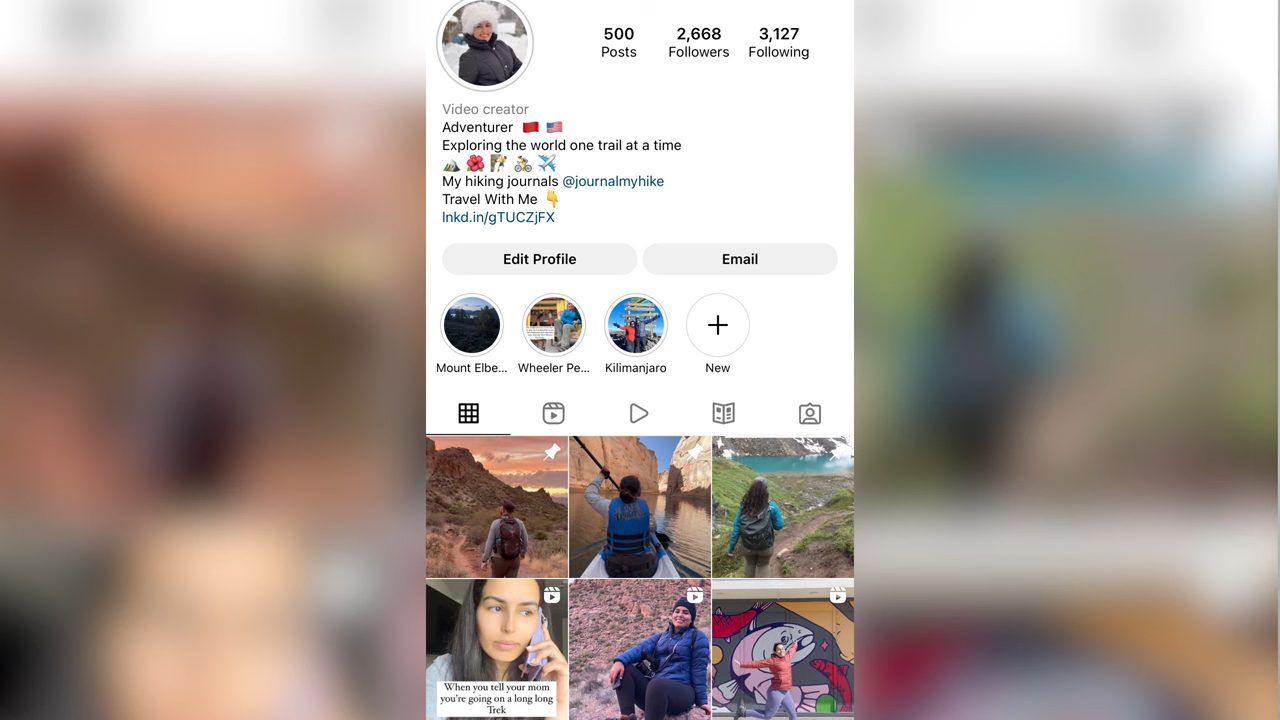 500 2,668 3,127
Posts Followers Following
Video creator
Adventurer 🇲🇦 🇺🇸
Exploring the world one trail at a time
⛰️ 🌺 🧗 🚴 ✈️
My hiking journals @journalmyhike
Travel With Me 👇
lnkd.in/gTUCZjFX
Edit Profile Email
Mount Elbe... Wheeler Pe... Kilimanjaro New
When you tell your mom
you're going on a long long
Trek